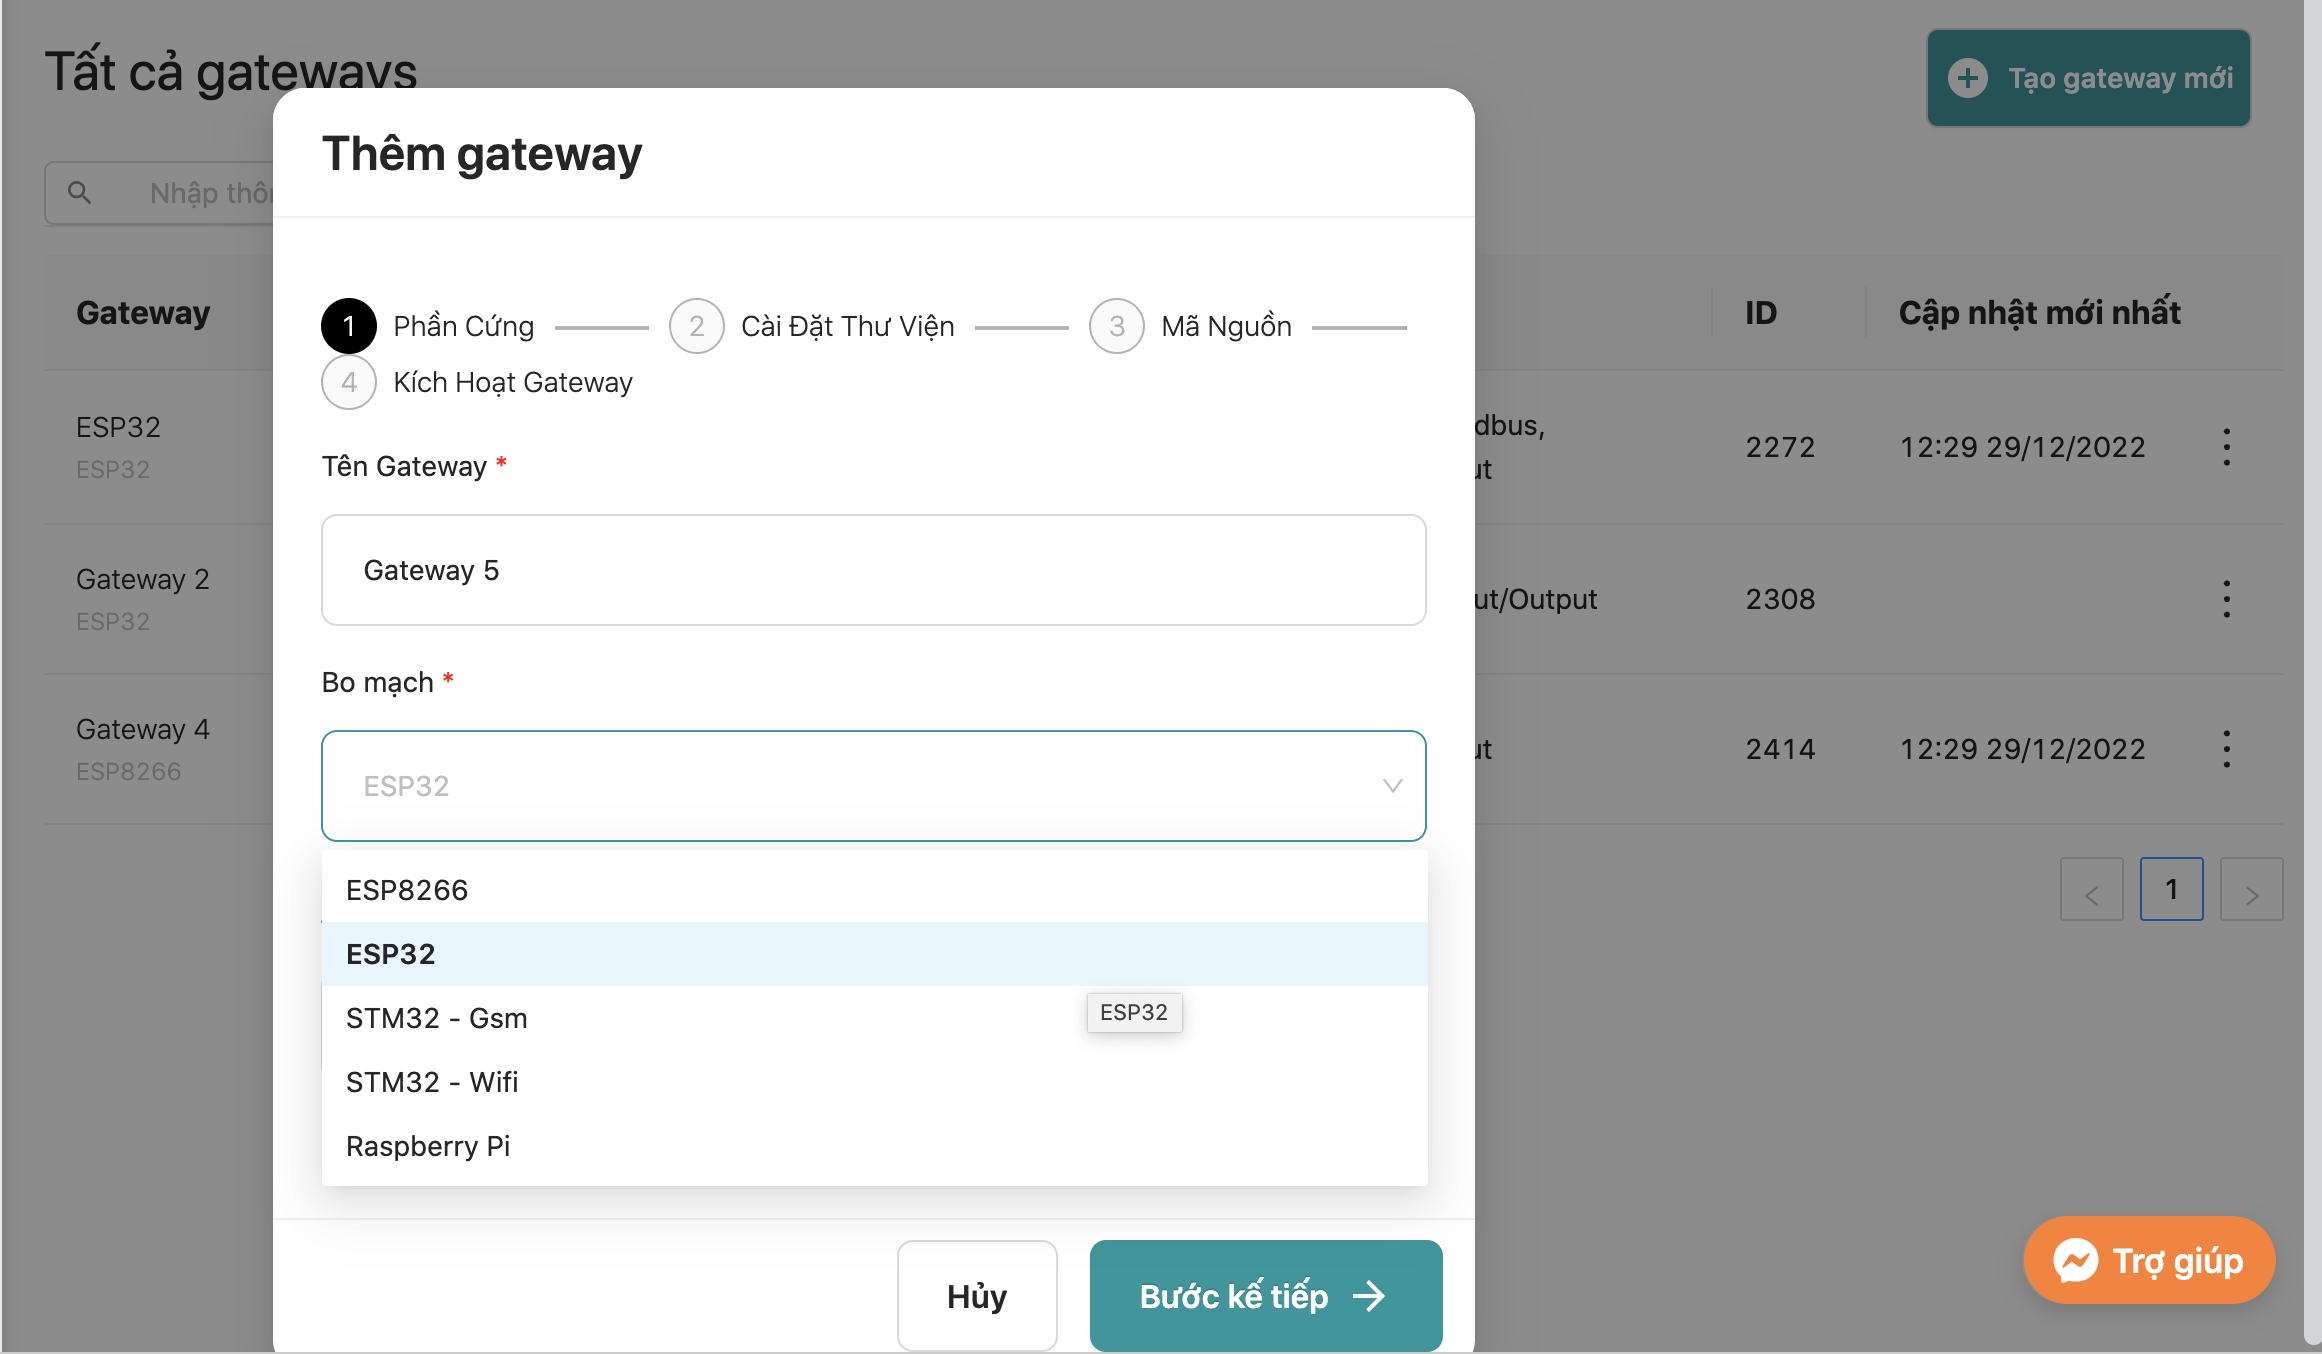 Tất cả gateways
Tạo gateway mới
Thêm gateway
Nhập
Gateway
ID
Cập nhật mới nhất
1 Phần Cứng
2 Cài Đặt Thư Viện
3 Mã Nguồn
4 Kích Hoạt Gateway
ESP32
ESP32
dbus,
ut
2272
12:29 29/12/2022
Tên Gateway *
Gateway 5
Gateway 2
ESP32
ut/Output
2308
Bo mạch *
ESP32
Gateway 4
ESP8266
ut
2414
12:29 29/12/2022
ESP8266
ESP32
ESP32
STM32 - Gsm
STM32 - Wifi
Raspberry Pi
< 1 >
Hủy
Bước kế tiếp →
Trợ giúp